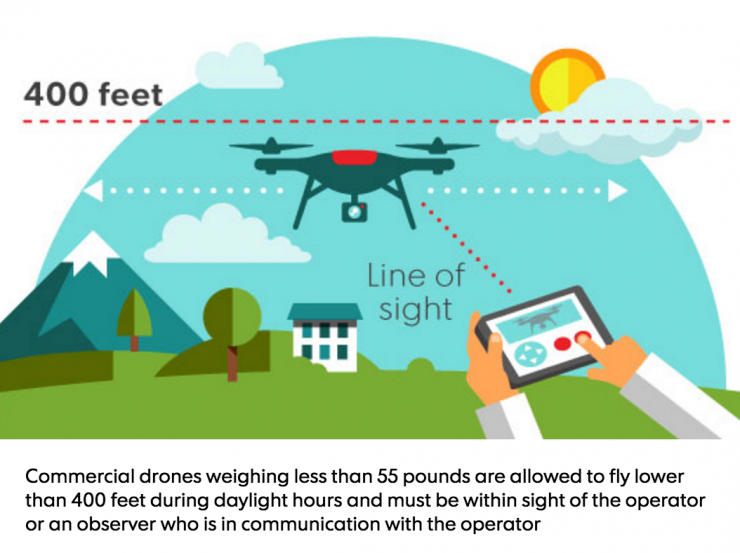 400 feet
Line of
sight
Commercial drones weighing less than 55 pounds are allowed to fly lower
than 400 feet during daylight hours and must be within sight of the operator
or an observer who is in communication with the operator